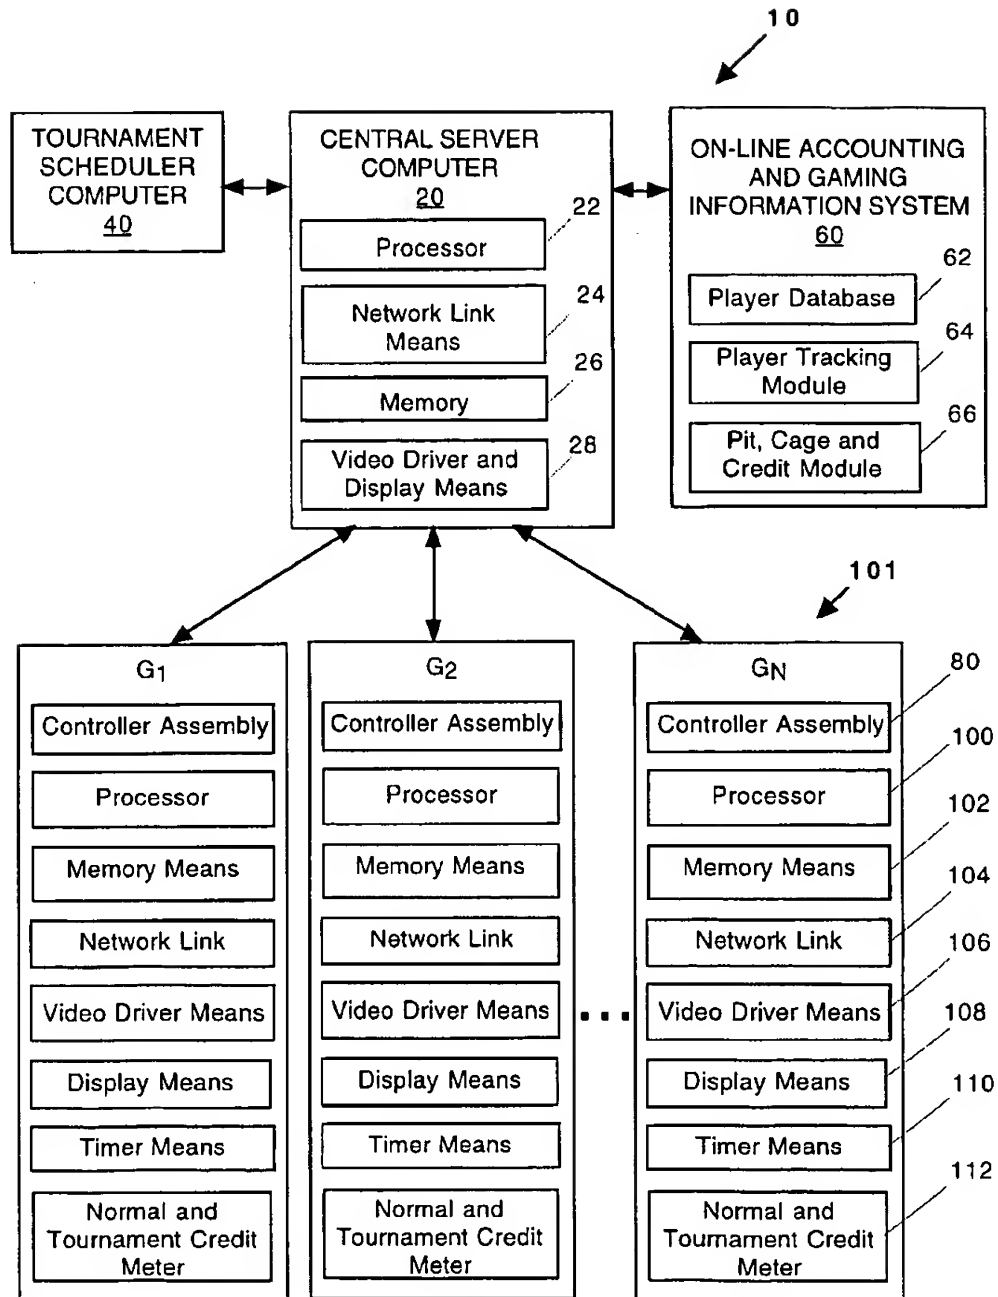 10
TOURNAMENT
SCHEDULER
COMPUTER
40
CENTRAL SERVER
COMPUTER
20
Processor
22
Network Link
Means
24
Memory
26
Video Driver and
Display Means
28
ON-LINE ACCOUNTING
AND GAMING
INFORMATION SYSTEM
60
Player Database
62
Player Tracking
Module
64
Pit, Cage and
Credit Module
66
101
G1
Controller Assembly
Processor
Memory Means
Network Link
Video Driver Means
Display Means
Timer Means
Normal and
Tournament Credit
Meter
G2
Controller Assembly
Processor
Memory Means
Network Link
Video Driver Means
Display Means
Timer Means
Normal and
Tournament Credit
Meter
...
GN
Controller Assembly
80
Processor
100
Memory Means
102
Network Link
104
Video Driver Means
106
Display Means
108
Timer Means
110
Normal and
Tournament Credit
Meter
112